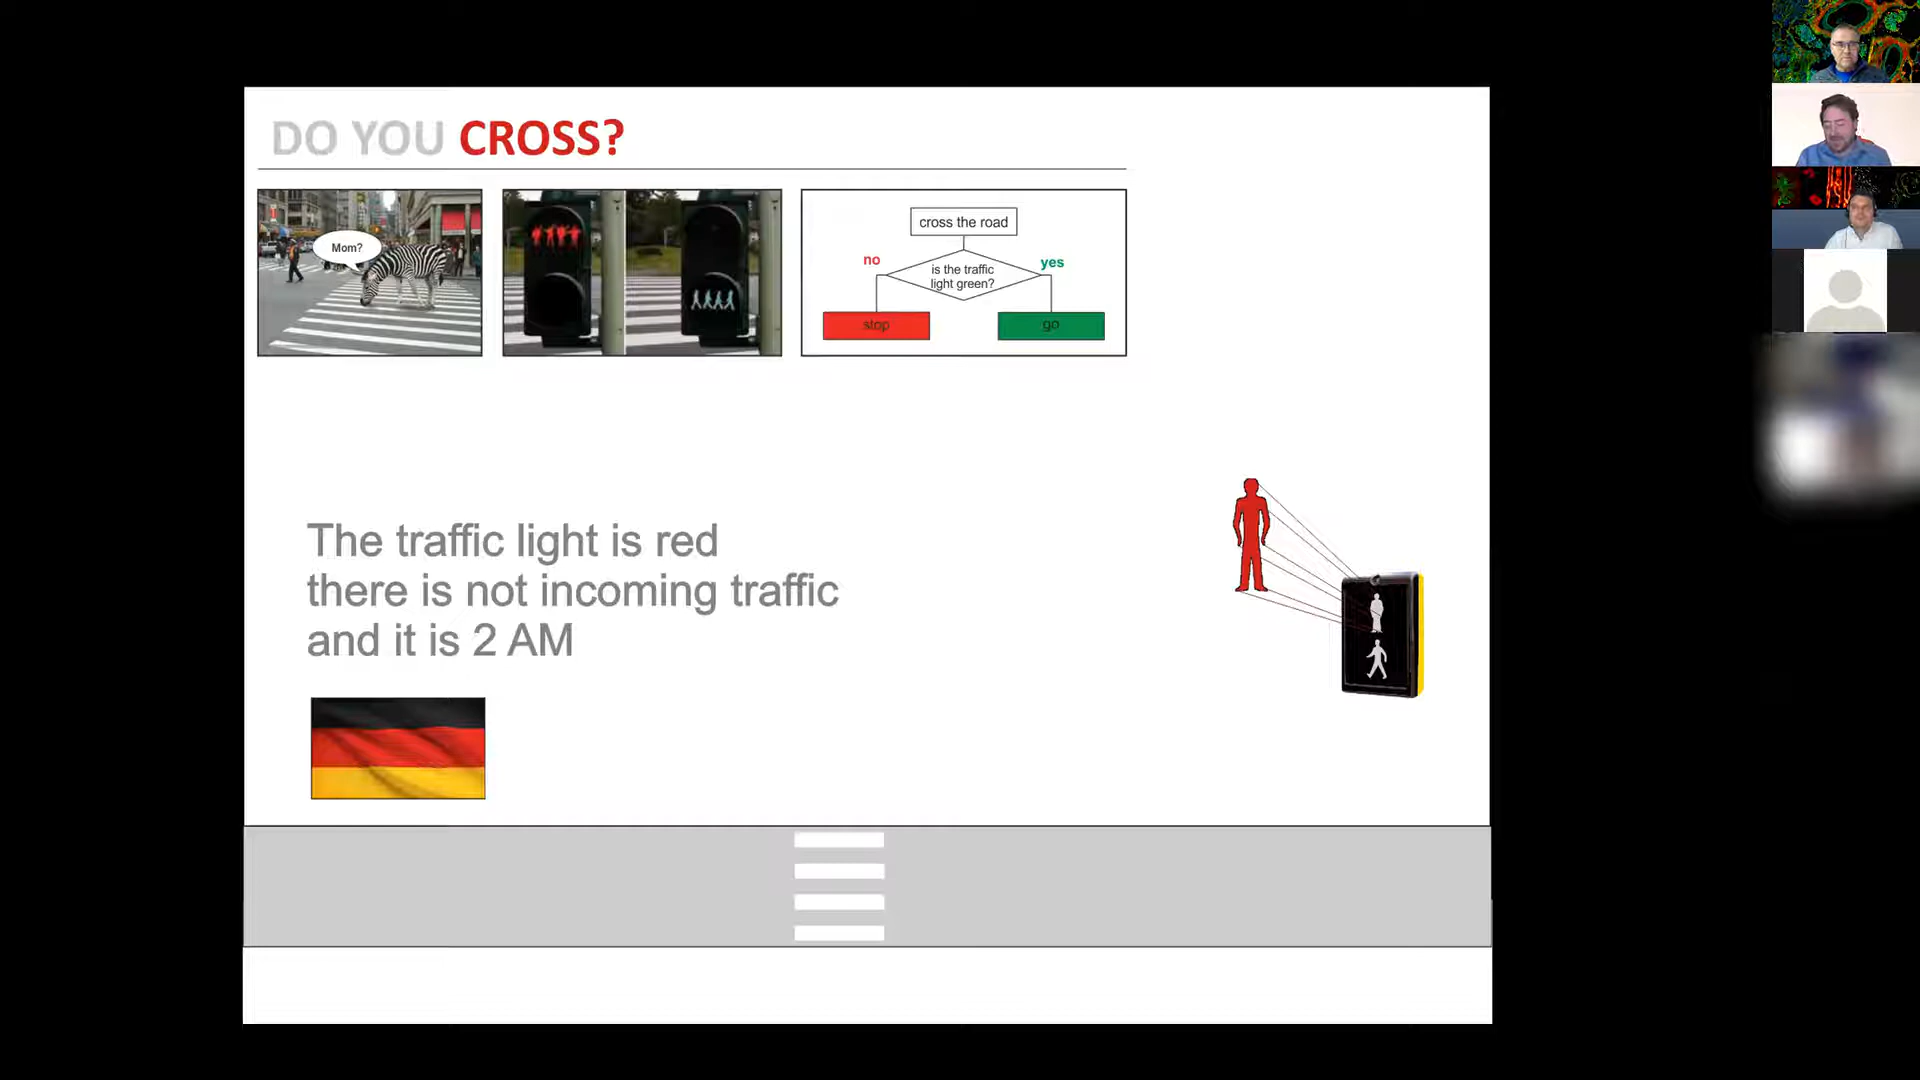 DO YOU CROSS?
Mom?
cross the road
no
is the traffic
light green?
yes
stop
go
The traffic light is red
there is not incoming traffic
and it is 2 AM